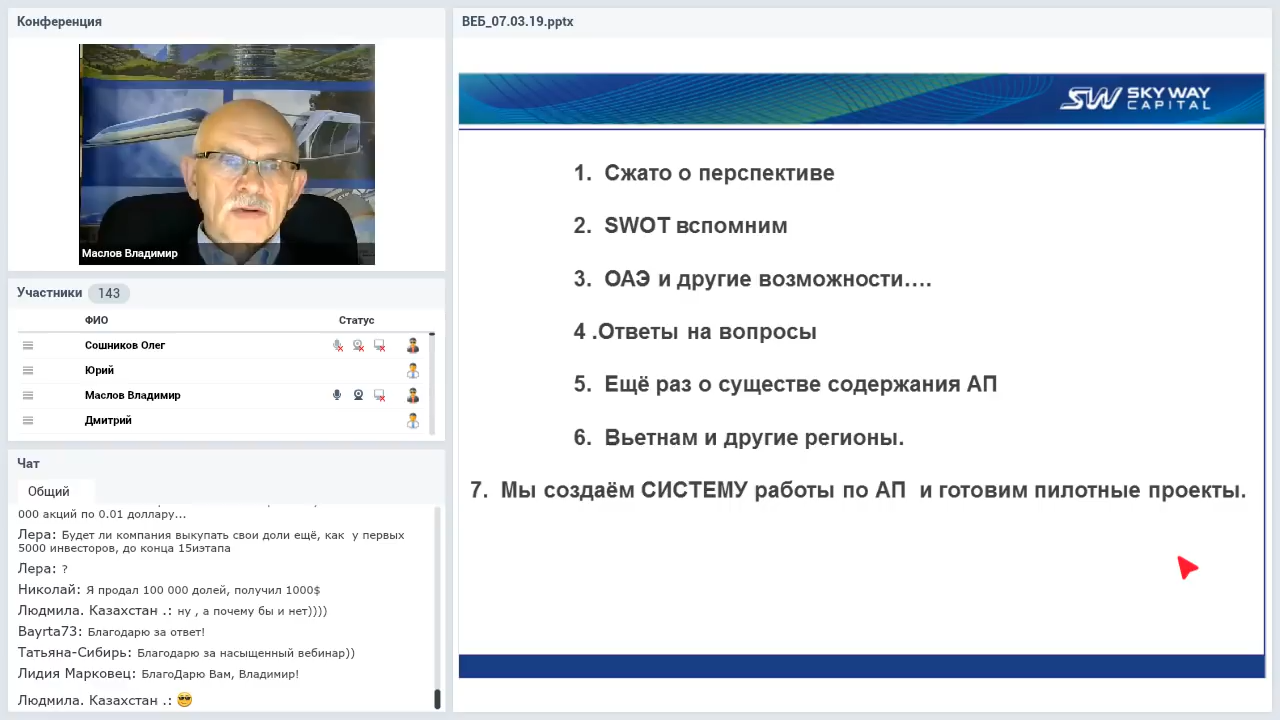 Конференция
Маслов Владимир
Участники 143
ФИО Статус
Сошников Олег
Юрий
Маслов Владимир
Дмитрий
Чат
Общий
000 акций по 0.01 доллару...
Лера: Будет ли компания выкупать свои доли ещё, как у первых
5000 инвесторов, до конца 15иэтапа
Лера: ?
Николай: Я продал 100 000 долей, получил 1000$
Людмила. Казахстан .: ну , а почему бы и нет))))
Bayrta73: Благодарю за ответ!
Татьяна-Сибирь: Благодарю за насыщенный вебинар))
Лидия Марковец: БлагоДарю Вам, Владимир!
Людмила. Казахстан .:
ВЕБ_07.03.19.pptx
SW SKY WAY
CAPITAL
1. Сжато о перспективе
2. SWOT вспомним
3. ОАЭ и другие возможности....
4 .Ответы на вопросы
5. Ещё раз о существе содержания АП
6. Вьетнам и другие регионы.
7. Мы создаём СИСТЕМУ работы по АП и готовим пилотные проекты.